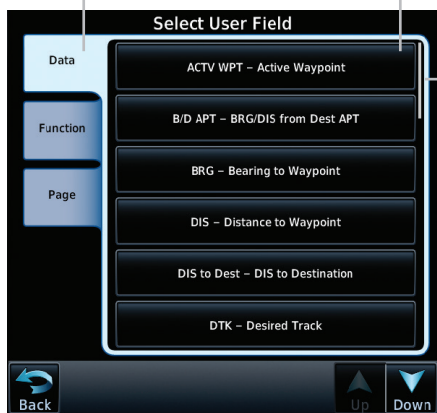 Select User Field
Data
ACTV WPT – Active Waypoint
B/D APT – BRG/DIS from Dest APT
Function
BRG – Bearing to Waypoint
Page
DIS – Distance to Waypoint
DIS to Dest – DIS to Destination
DTK – Desired Track
Back
Up
Down